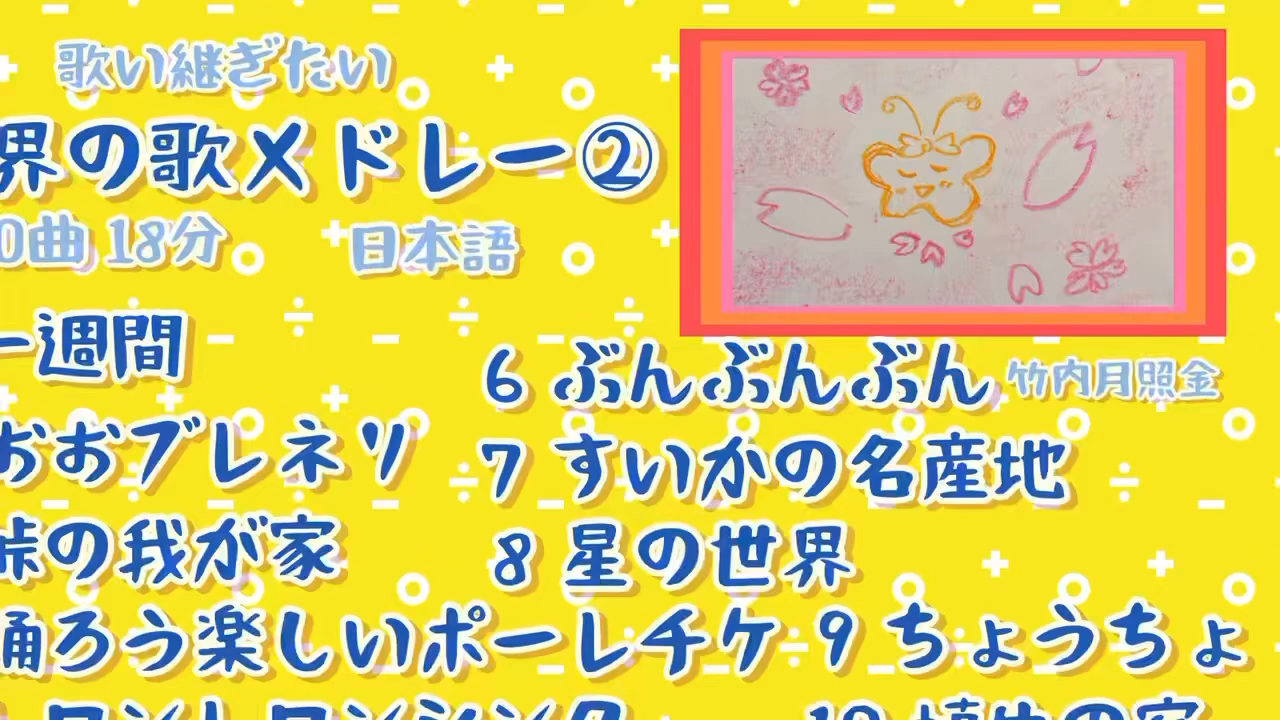 歌い継ぎたい
界の歌メドレー②
0曲 18分 日本語
一週間
おおブレネリ
峠の我が家
踊ろう楽しいポーレチケ
6 ぶんぶんぶん
竹内月照金
7 すいかの名産地
8 星の世界
9 ちょうちょ